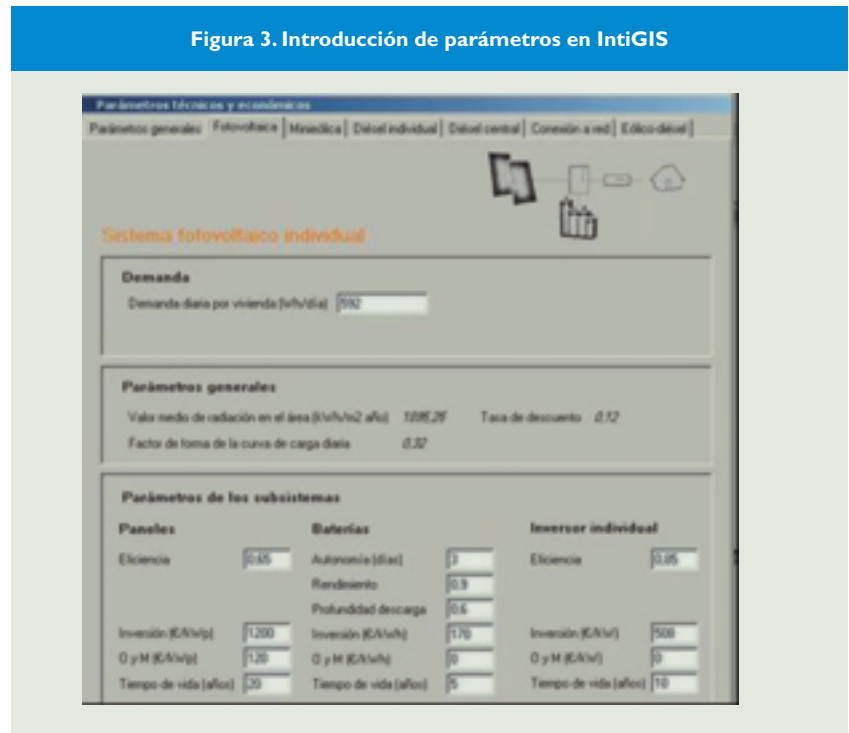 Figura 3. Introducción de parámetros en IntiGIS
Parámetros técnicos y económicos
Parámetros generales Fotovoltaica Minieólica Diésel individual Diésel central Conexión a red Eólico-diésel
Sistema fotovoltaico individual
Demanda
Demanda diaria por vivienda (Wh/día) 592
Parámetros generales
Valor medio de radiación en el área (kWh/m2 año) Tasa de descuento 0,12
Factor de forma de la curva de carga diaria 0,32
Parámetros de los subsistemas
Paneles Baterías Inversor individual
Eficiencia 0,65 Autonomía (días) 3 Eficiencia 0,85
Rendimiento 0,9
Profundidad descarga 0,6
Inversión (€/kWp) 1200 Inversión (€/kWh) 170 Inversión (€/kW) 500
O y M (€/kWp) 120 O y M (€/kWh) 0 O y M (€/kW) 0
Tiempo de vida (años) 20 Tiempo de vida (años) 5 Tiempo de vida (años) 10